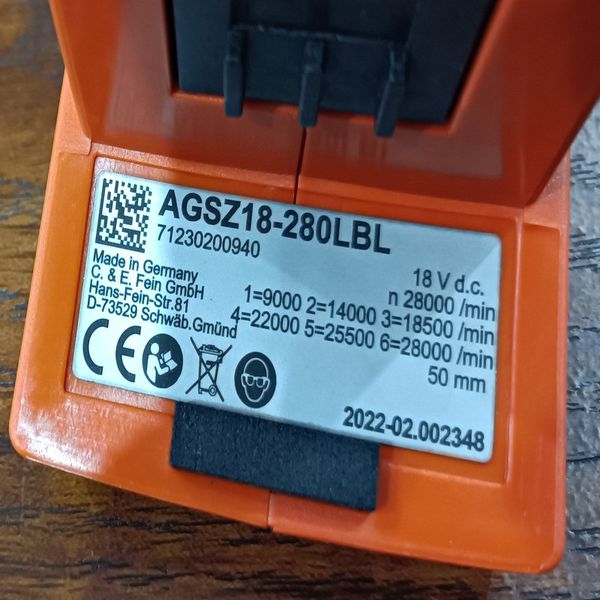 AGSZ18-280LBL
71230200940
Made in Germany
C. & E. Fein GmbH
Hans-Fein-Str.81
D-73529 Schwäb.Gmünd
18 V d.c.
n 28000 /min
1=9000 2=14000 3=18500 /min
4=22000 5=25500 6=28000 /min
50 mm
CE
2022-02.002348